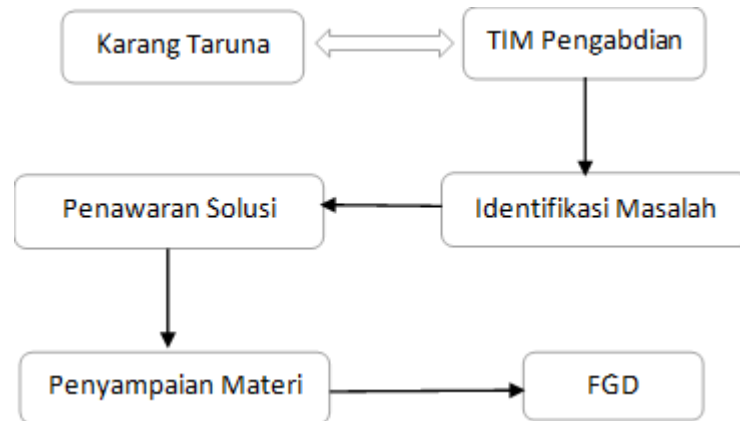 Karang Taruna
TIM Pengabdian
Penawaran Solusi
Identifikasi Masalah
Penyampaian Materi
FGD